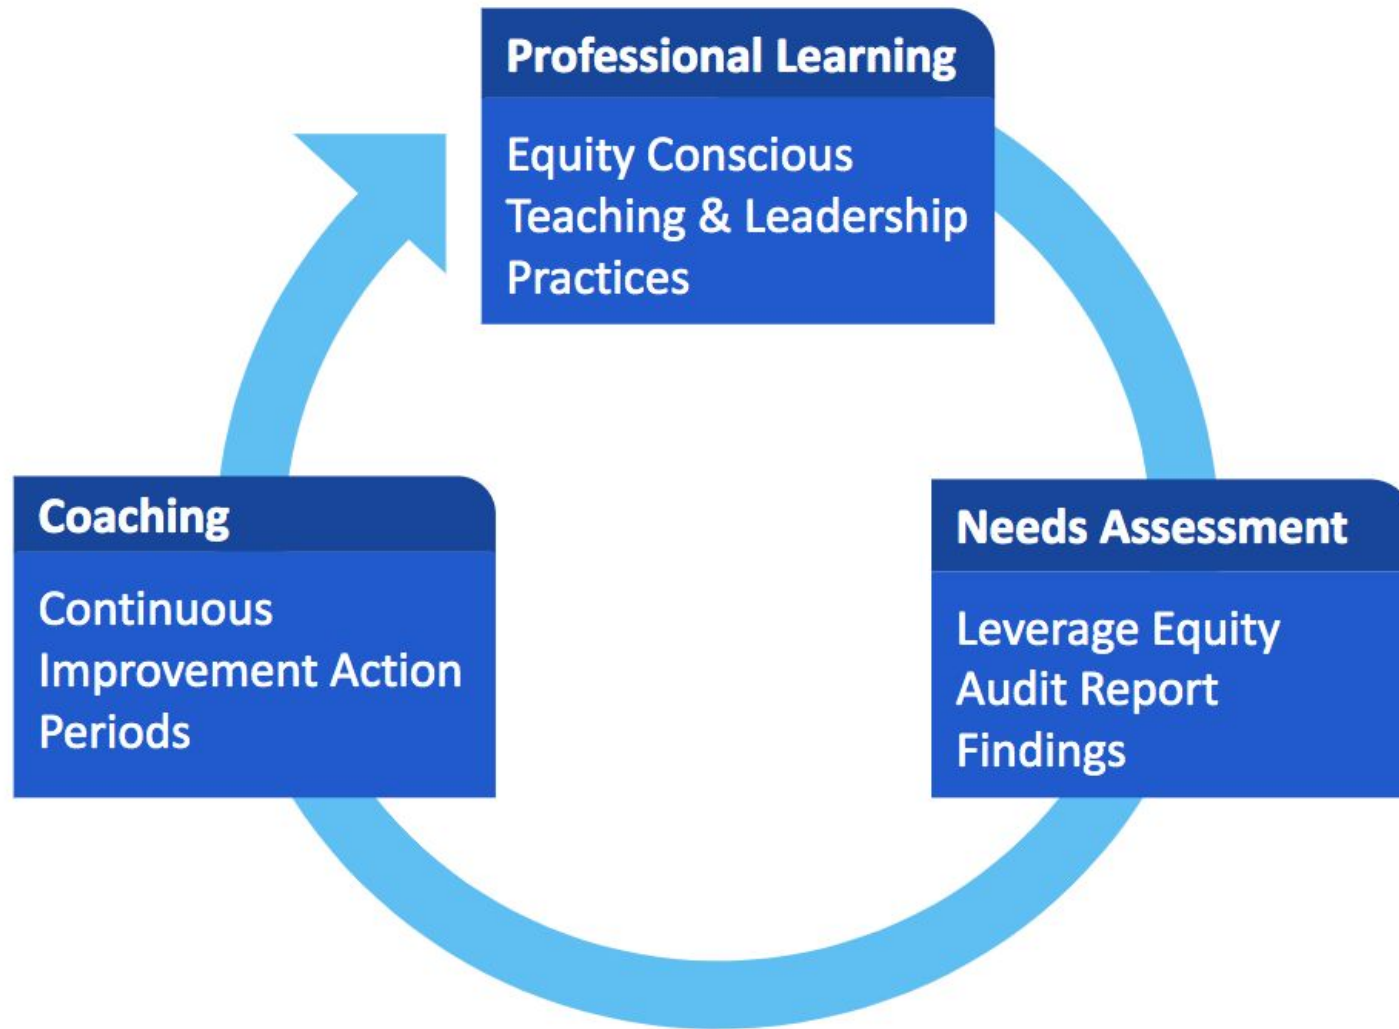 Professional Learning
Equity Conscious
Teaching & Leadership
Practices
Coaching
Continuous
Improvement Action
Periods
Needs Assessment
Leverage Equity
Audit Report
Findings